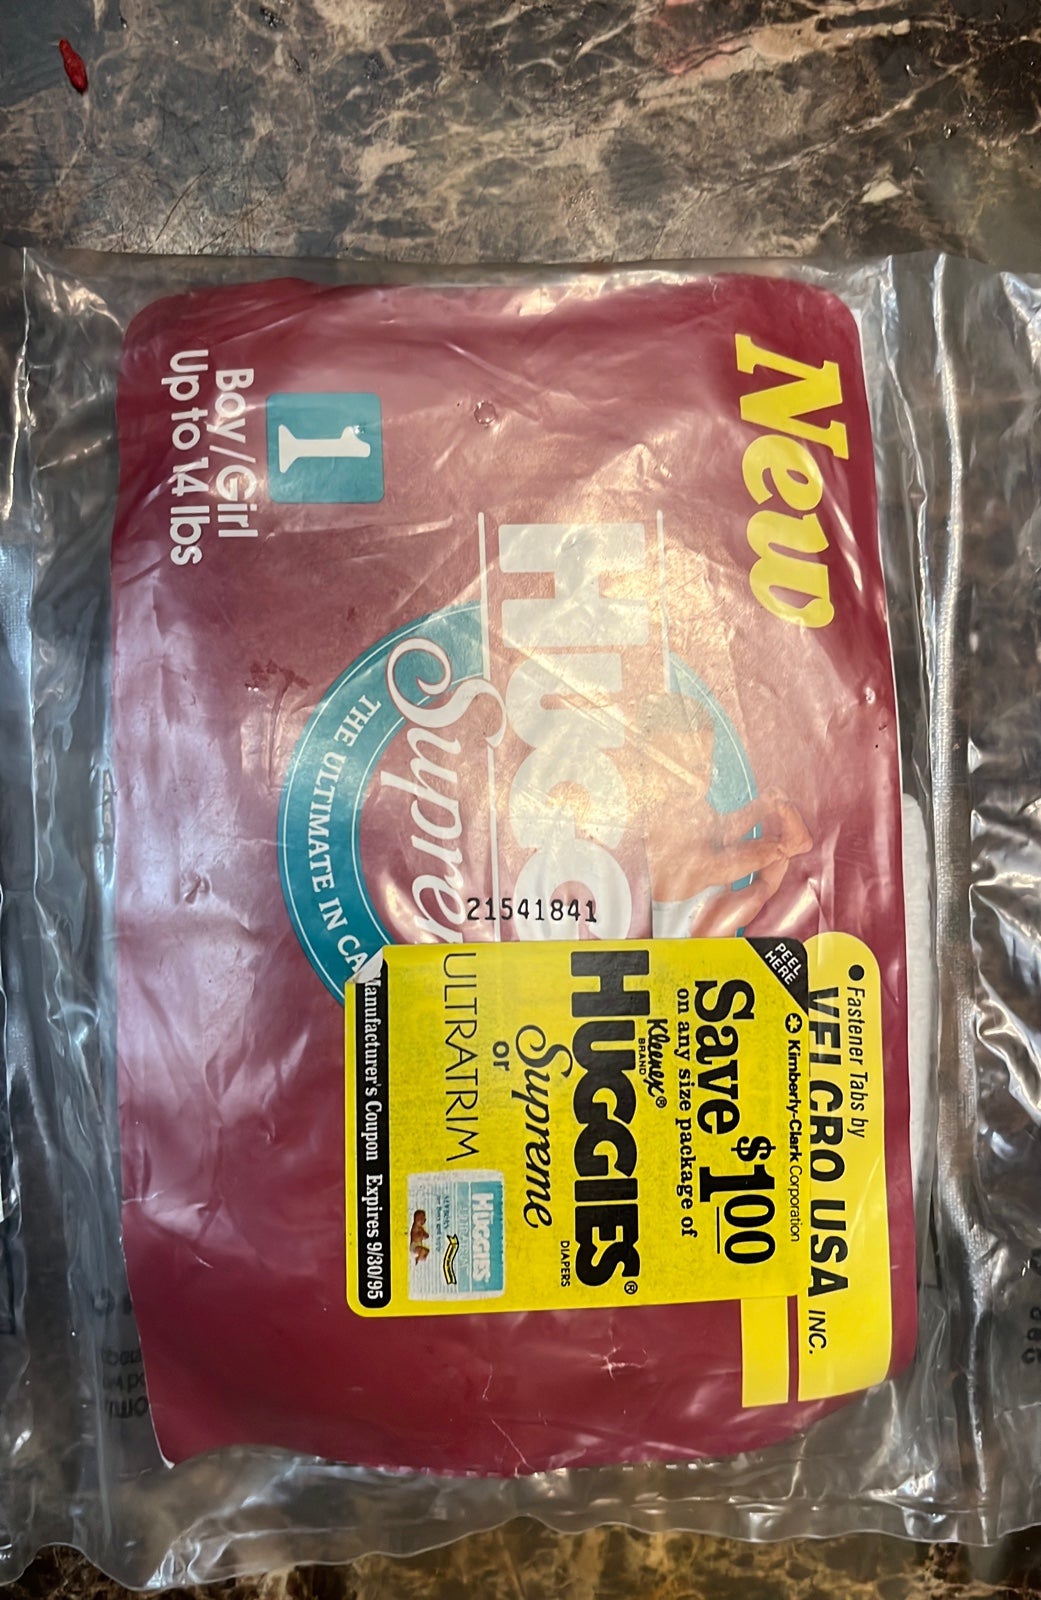 New
HUGG
Supre
THE ULTIMATE IN CA
1
Boy/Girl
Up to 14 lbs
21541841
• Fastener Tabs by
VELCRO USA INC.
PEEL
HERE
Kimberly-Clark Corporation
Save $1.00
on any size package of
Kleenex®
BRAND
HUGGIES®
DIAPERS
Supreme
or
ULTRATRIM
HUGGIES
Manufacturer's Coupon Expires 9/30/95